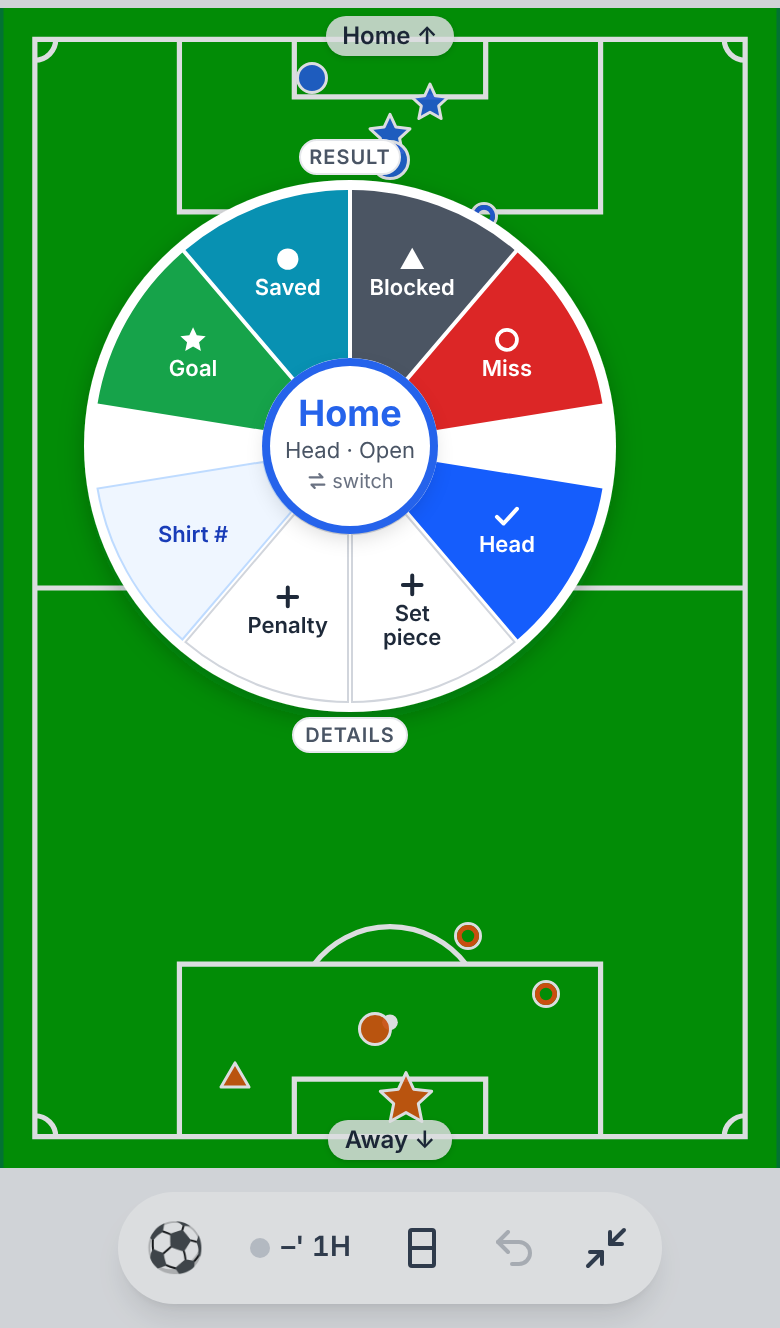 Home ↑
RESULT
Saved
Blocked
Goal
Miss
Home
Head · Open
⇌ switch
Shirt #
Head
Penalty
Set
piece
DETAILS
Away ↓
–' 1H